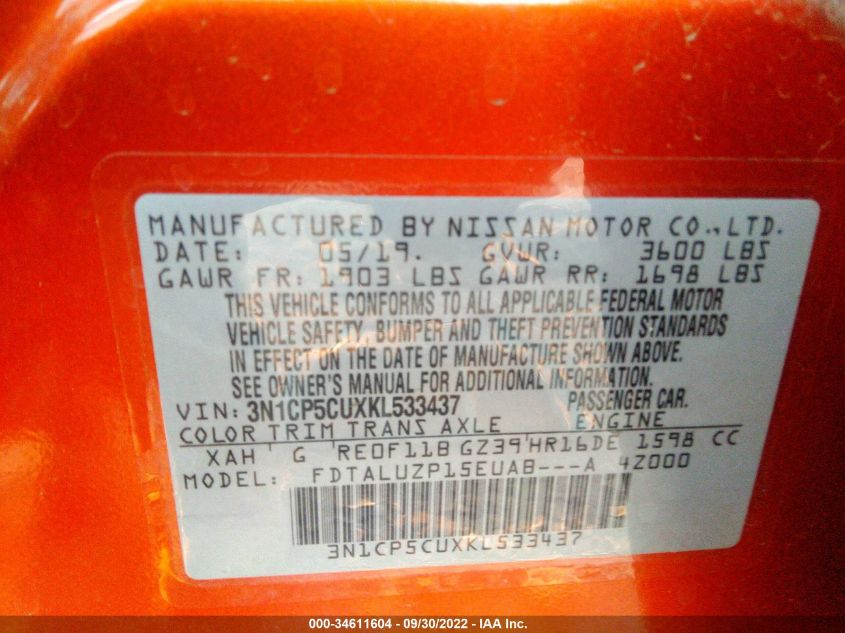 MANUFACTURED BY NISSAN MOTOR CO.,LTD.
DATE: 05/19. GVWR: 3600 LBS
GAWR FR: 1903 LBS GAWR RR: 1698 LBS
THIS VEHICLE CONFORMS TO ALL APPLICABLE FEDERAL MOTOR
VEHICLE SAFETY, BUMPER AND THEFT PREVENTION STANDARDS
IN EFFECT ON THE DATE OF MANUFACTURE SHOWN ABOVE.
SEE OWNER'S MANUAL FOR ADDITIONAL INFORMATION.
VIN: 3N1CP5CUXKL533437 PASSENGER CAR.
COLOR TRIM TRANS AXLE ENGINE
XAH G RE0F11B GZ39 HR16DE 1598 CC
MODEL: FDTALUZP15EUAB---A 4Z000
3N1CP5CUXKL533437
000-34611604 - 09/30/2022 - IAA Inc.